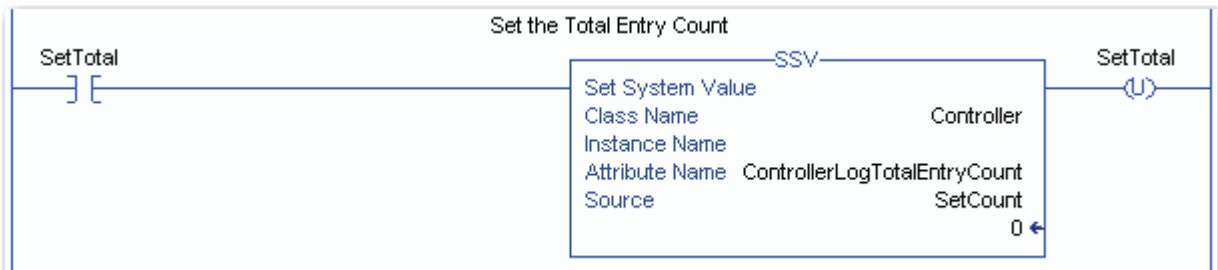 Set the Total Entry Count
SetTotal
SSV
SetTotal
Set System Value
U
Class Name Controller
Instance Name
Attribute Name ControllerLogTotalEntryCount
Source SetCount
0